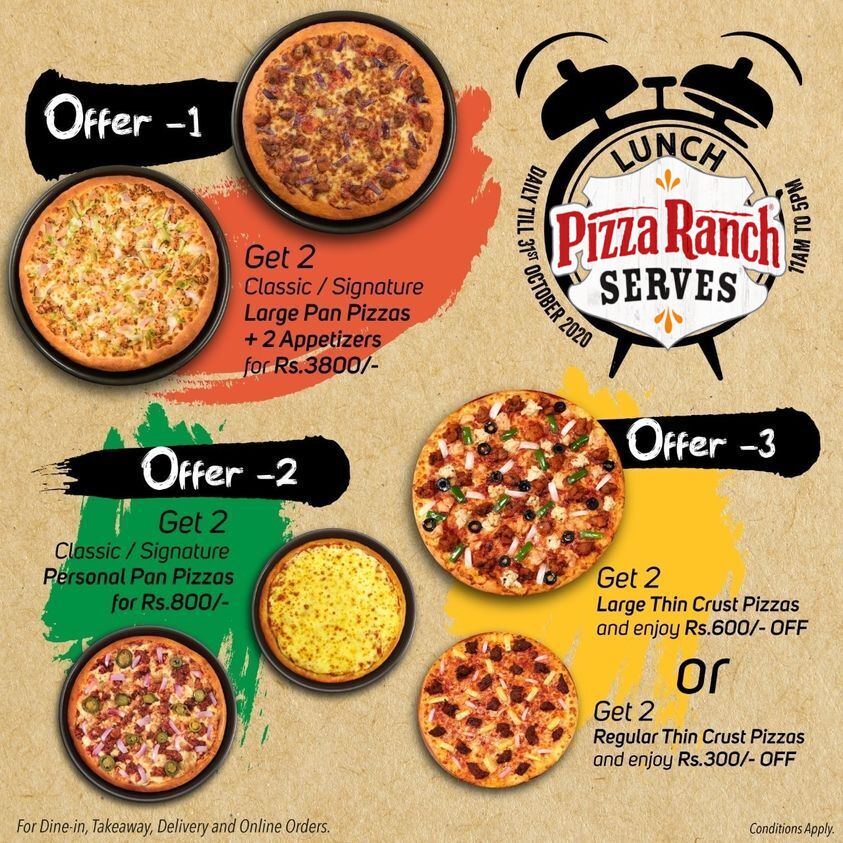 Offer -1
Get 2
Classic / Signature
Large Pan Pizzas
+ 2 Appetizers
for Rs.3800/-
LUNCH
Pizza Ranch®
SERVES
DAILY TILL 31st OCTOBER 2020
11AM TO 5PM
Offer -2
Get 2
Classic / Signature
Personal Pan Pizzas
for Rs.800/-
Offer -3
Get 2
Large Thin Crust Pizzas
and enjoy Rs.600/- OFF
or
Get 2
Regular Thin Crust Pizzas
and enjoy Rs.300/- OFF
For Dine-in, Takeaway, Delivery and Online Orders.
Conditions Apply.